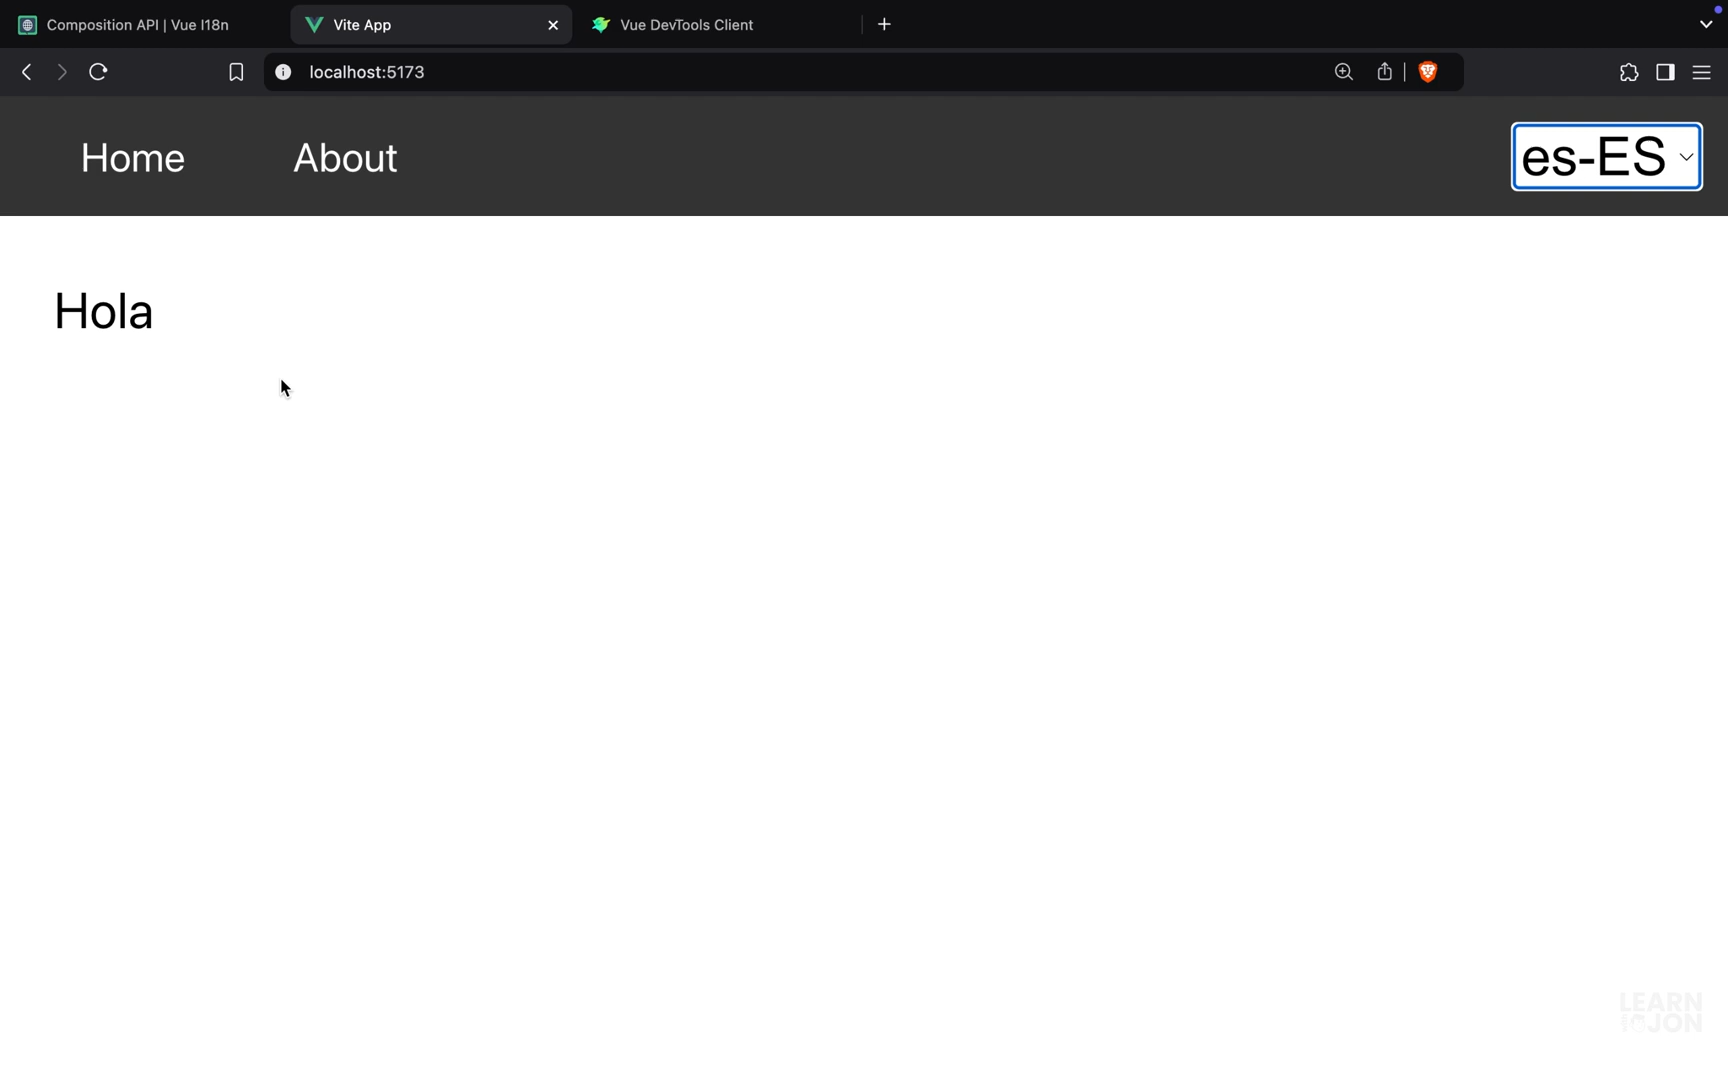 Composition API | Vue I18n
Vite App
Vue DevTools Client
localhost:5173
Home
About
es-ES
Hola
LEARN
JON